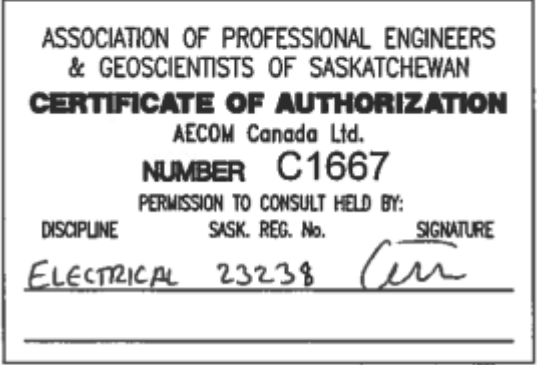 ASSOCIATION OF PROFESSIONAL ENGINEERS
& GEOSCIENTISTS OF SASKATCHEWAN
CERTIFICATE OF AUTHORIZATION
AECOM Canada Ltd.
NUMBER C1667
PERMISSION TO CONSULT HELD BY:
DISCIPLINE SASK. REG. No. SIGNATURE
ELECTRICAL 23238